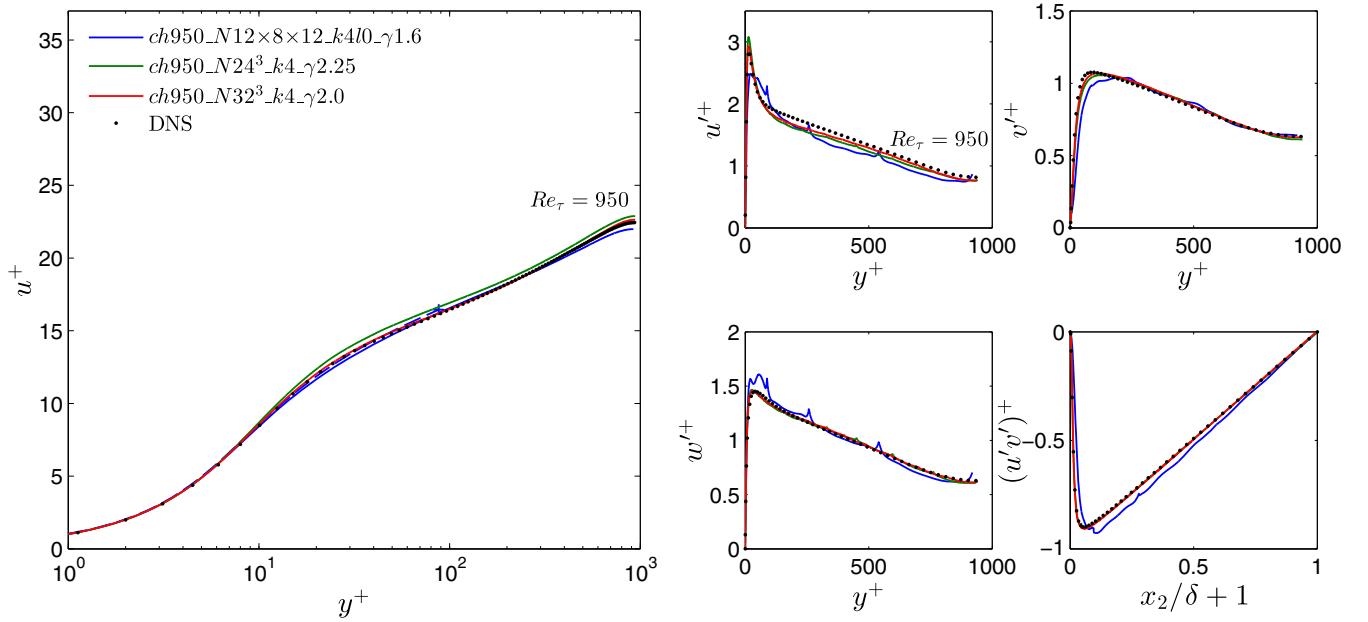 ch950_N12×8×12_k4l0_γ1.6
ch950_N24³_k4_γ2.25
ch950_N32³_k4_γ2.0
DNS
Re_τ = 950
u⁺
35
30
25
20
15
10
5
0
10⁰
10¹
10²
10³
y⁺
u′⁺
3
2
1
0
Re_τ = 950
0
500
1000
y⁺
v′⁺
1.5
1
0.5
0
0
500
1000
y⁺
w′⁺
2
1.5
1
0.5
0
0
500
1000
y⁺
(u′v′)⁺
0
−0.5
−1
0
0.5
1
x₂/δ + 1